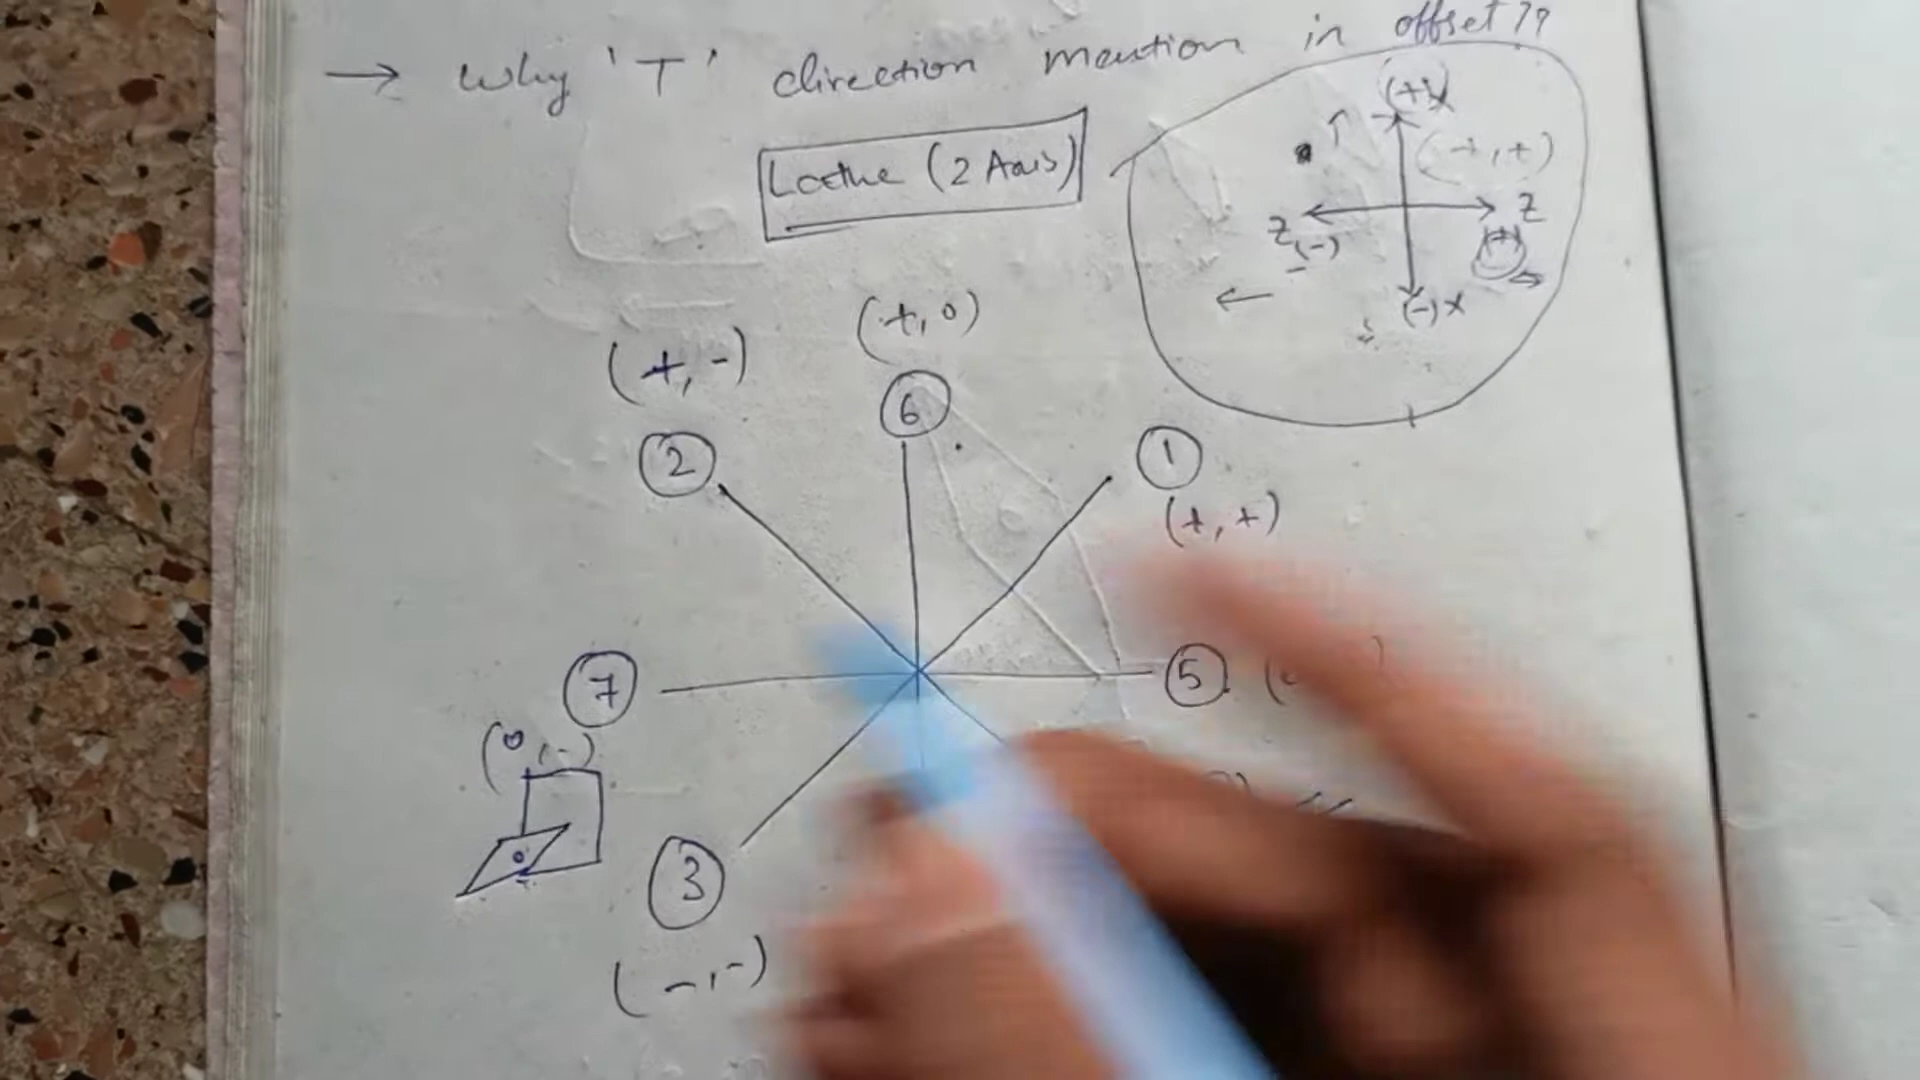 → Why 'T' direction mention in offset??
Lathe (2 Axis)
(+)X
(+,+)
Z
Z(-)
(+)
(-)X
(+,0)
(+,-)
6
2
1
(+,+)
7
5
(0,-)
3
(-,-)